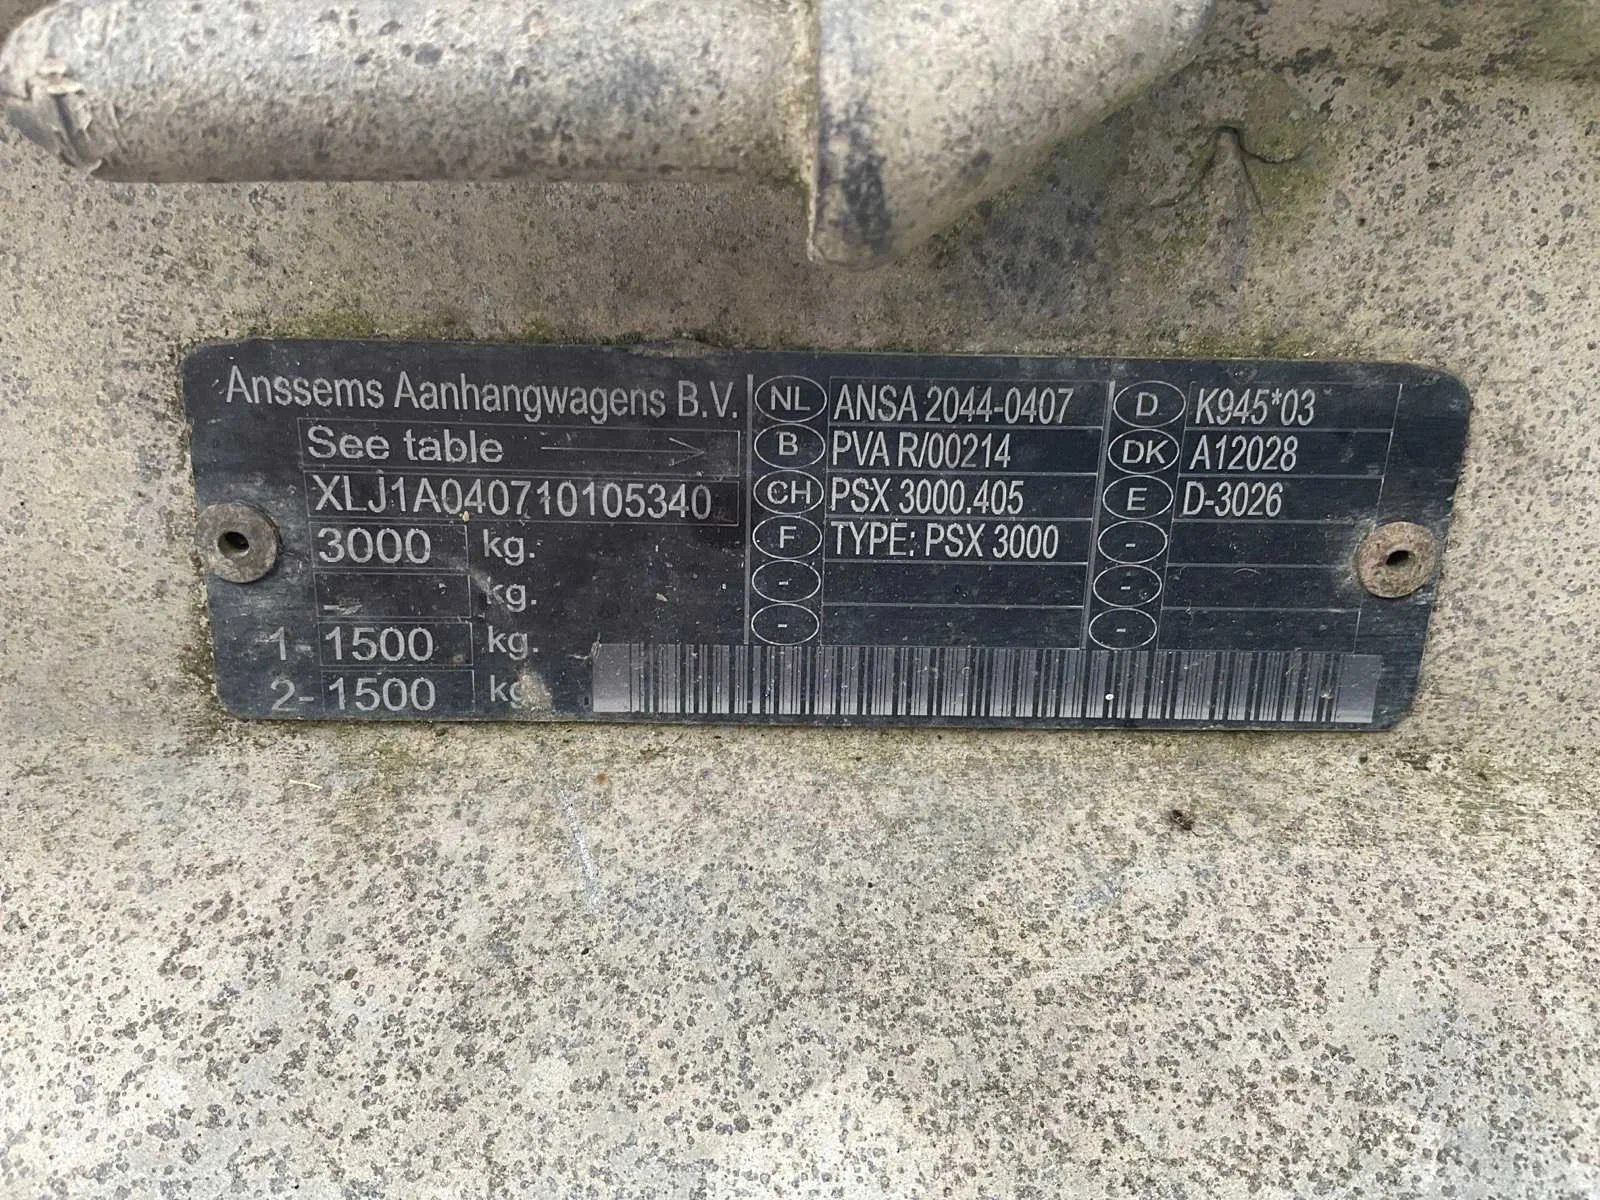 Anssems Aanhangwagens B.V.
See table
XLJ1A040710105340
3000 kg.
- kg.
1- 1500 kg.
2- 1500 kg
NL ANSA 2044-0407
B PVA R/00214
CH PSX 3000.405
F TYPE: PSX 3000
-
-
D K945*03
DK A12028
E D-3026
-
-
-